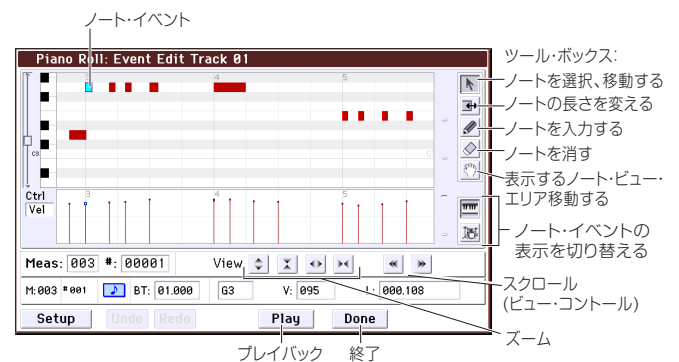 ノート・イベント
Piano Roll: Event Edit Track 01
ツール・ボックス:
ノートを選択、移動する
ノートの長さを変える
ノートを入力する
ノートを消す
表示するノート・ビュー・
エリア移動する
ノート・イベントの
表示を切り替える
3 4 5
C5
Ctrl
Vel
3 4 5
Meas: 003 #: 00001 View
スクロール
(ビュー・コントール)
M:003 #001 BT: 01.000 G3 V: 095 L: 000.108
Setup Undo Redo Play Done
ズーム
プレイバック 終了